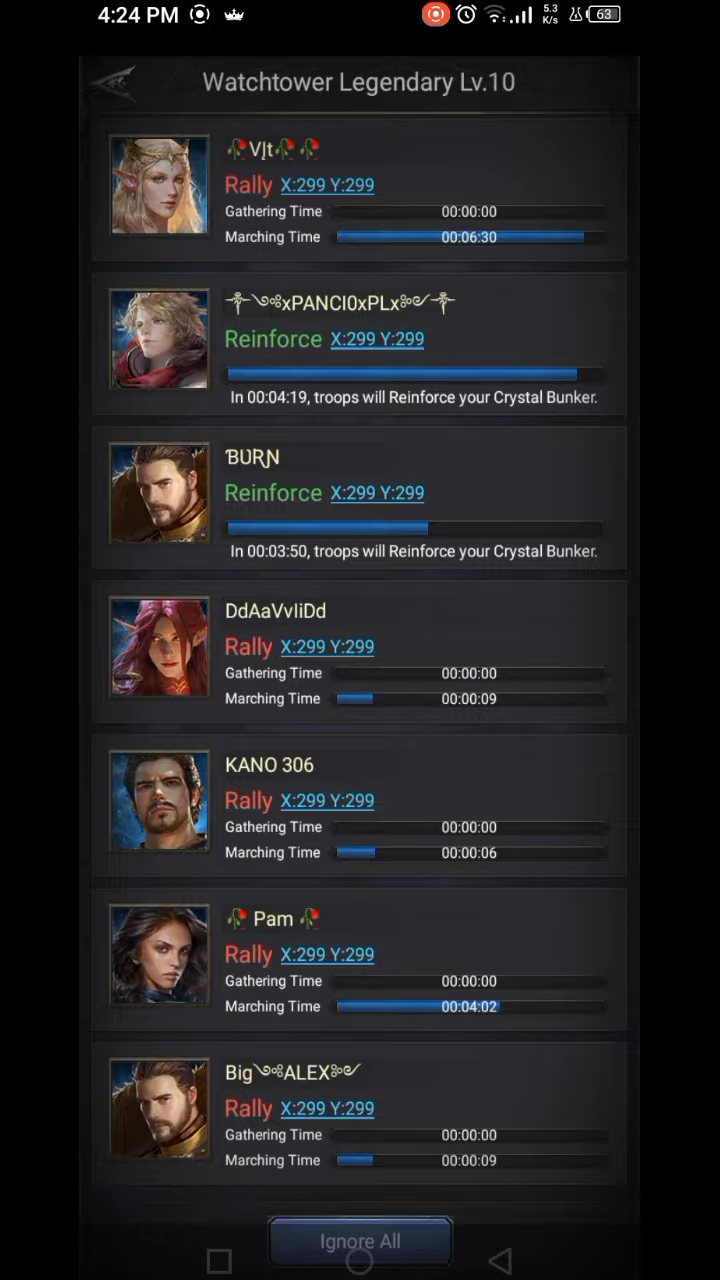 4:24 PM 5.3 K/s 63
Watchtower Legendary Lv.10
🥀VĮt🥀🥀
Rally X:299 Y:299
Gathering Time 00:00:00
Marching Time 00:06:30
༒༺xPANCI0xPLx༻༒
Reinforce X:299 Y:299
In 00:04:19, troops will Reinforce your Crystal Bunker.
ƁURƝ
Reinforce X:299 Y:299
In 00:03:50, troops will Reinforce your Crystal Bunker.
DdAaVvIiDd
Rally X:299 Y:299
Gathering Time 00:00:00
Marching Time 00:00:09
KANO 306
Rally X:299 Y:299
Gathering Time 00:00:00
Marching Time 00:00:06
🥀 Pam 🥀
Rally X:299 Y:299
Gathering Time 00:00:00
Marching Time 00:04:02
Big༺ALEX༻
Rally X:299 Y:299
Gathering Time 00:00:00
Marching Time 00:00:09
Ignore All